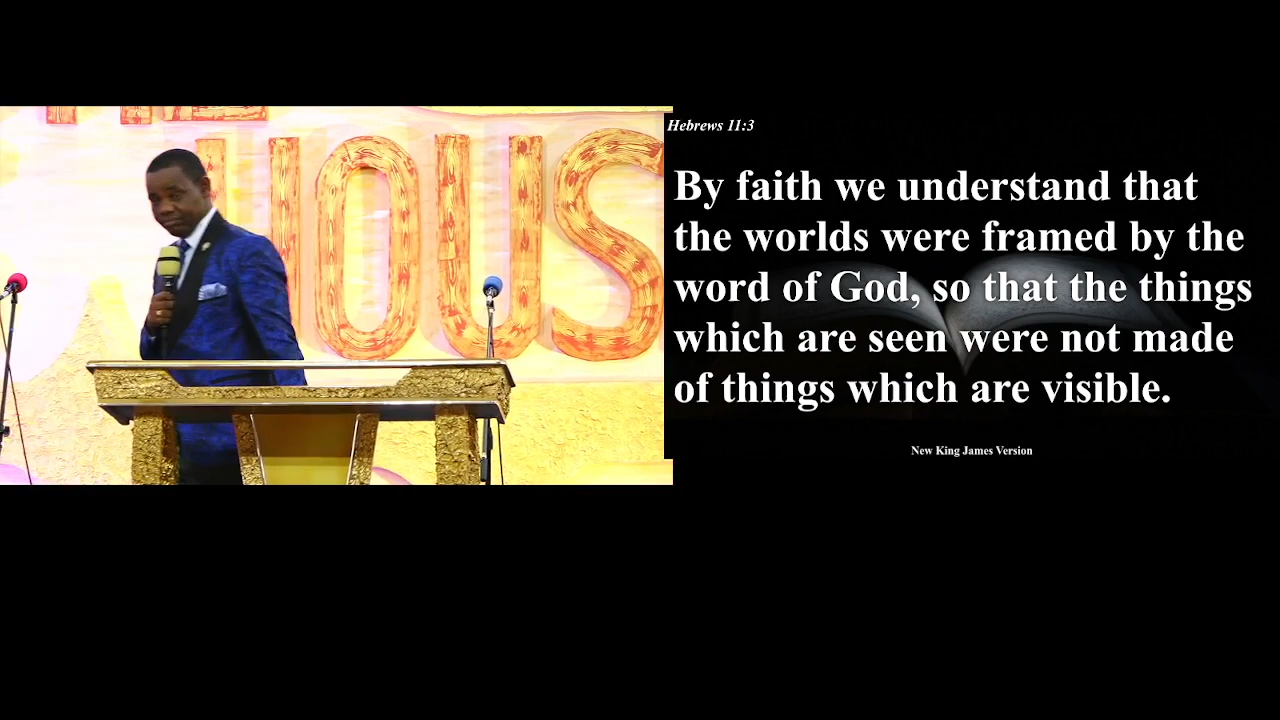 HOUS
Hebrews 11:3
By faith we understand that
the worlds were framed by the
word of God, so that the things
which are seen were not made
of things which are visible.
New King James Version